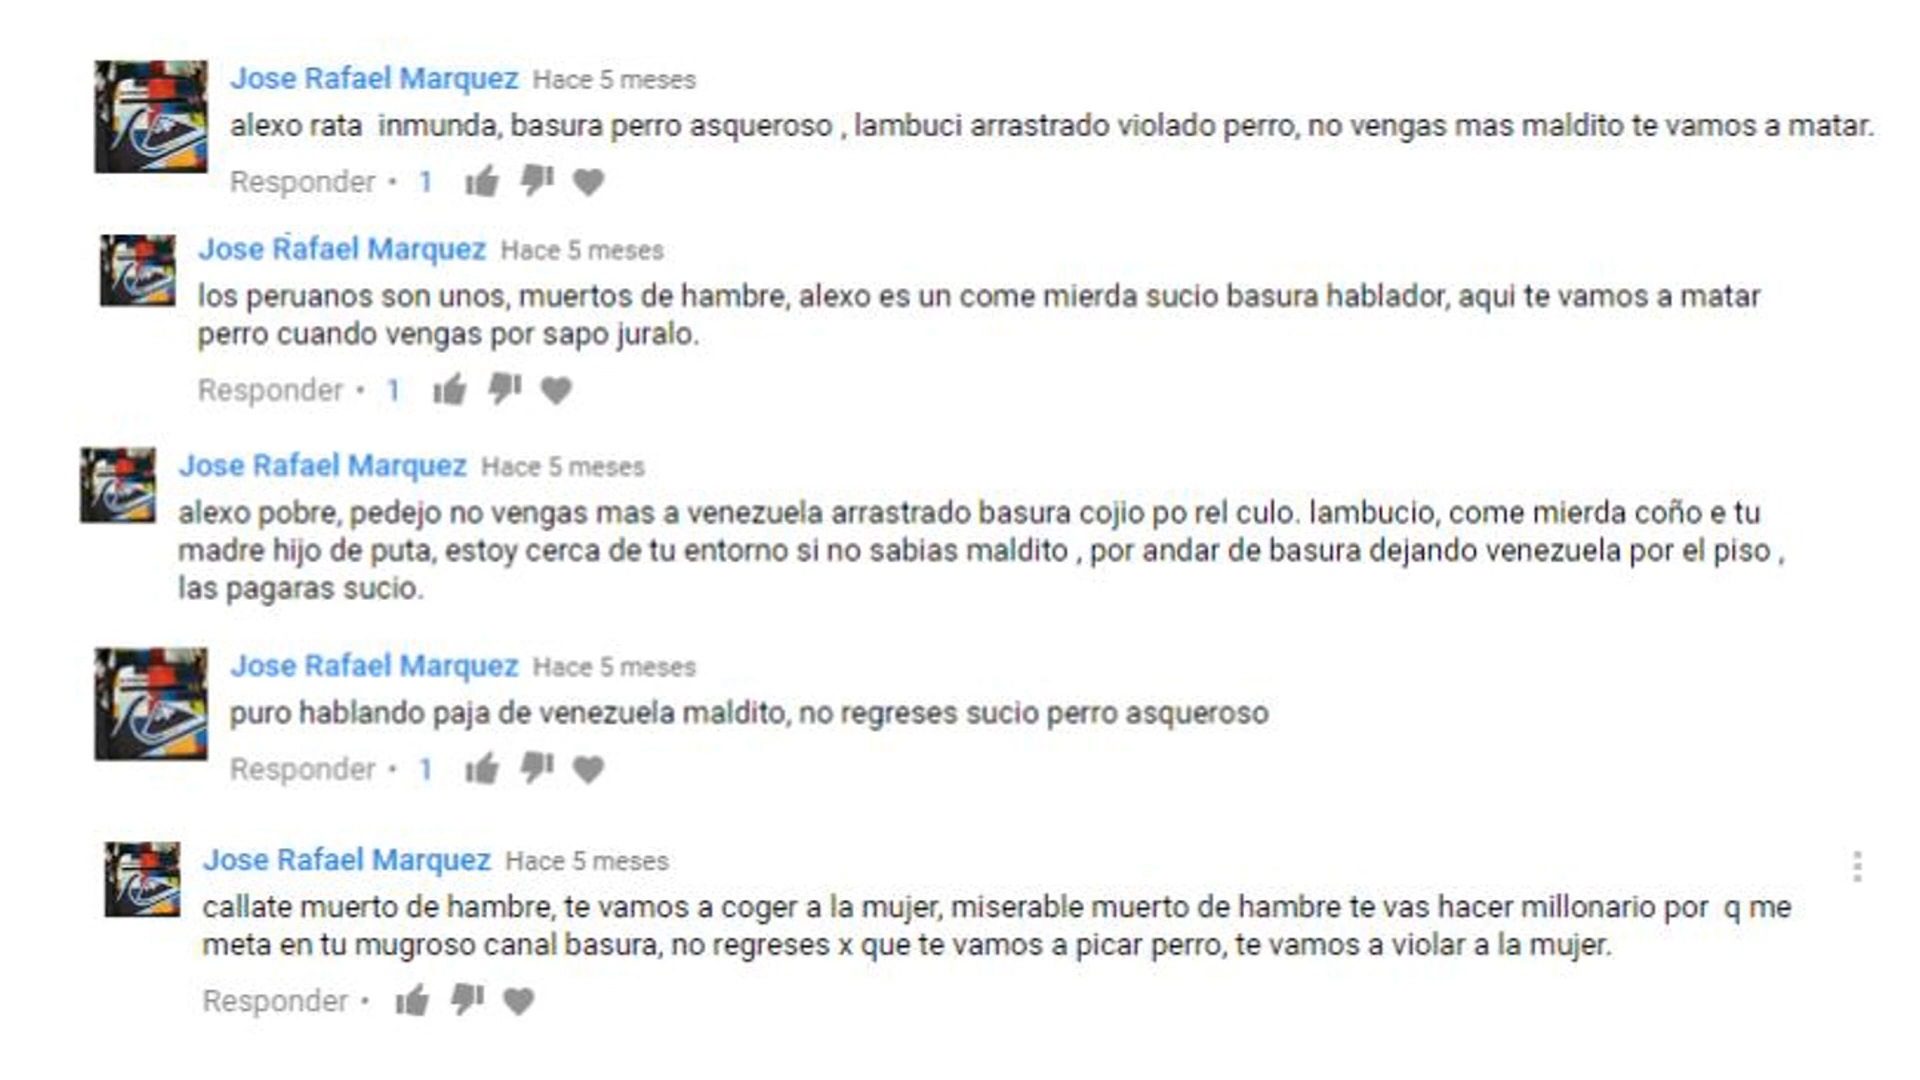 Jose Rafael Marquez Hace 5 meses
alexo rata inmunda, basura perro asqueroso , lambuci arrastrado violado perro, no vengas mas maldito te vamos a matar.
Responder · 1
Jose Rafael Marquez Hace 5 meses
los peruanos son unos, muertos de hambre, alexo es un come mierda sucio basura hablador, aqui te vamos a matar
perro cuando vengas por sapo juralo.
Responder · 1
Jose Rafael Marquez Hace 5 meses
alexo pobre, pedejo no vengas mas a venezuela arrastrado basura cojio po rel culo. lambucio, come mierda coño e tu
madre hijo de puta, estoy cerca de tu entorno si no sabias maldito , por andar de basura dejando venezuela por el piso ,
las pagaras sucio.
Jose Rafael Marquez Hace 5 meses
puro hablando paja de venezuela maldito, no regreses sucio perro asqueroso
Responder · 1
Jose Rafael Marquez Hace 5 meses
callate muerto de hambre, te vamos a coger a la mujer, miserable muerto de hambre te vas hacer millonario por q me
meta en tu mugroso canal basura, no regreses x que te vamos a picar perro, te vamos a violar a la mujer.
Responder ·